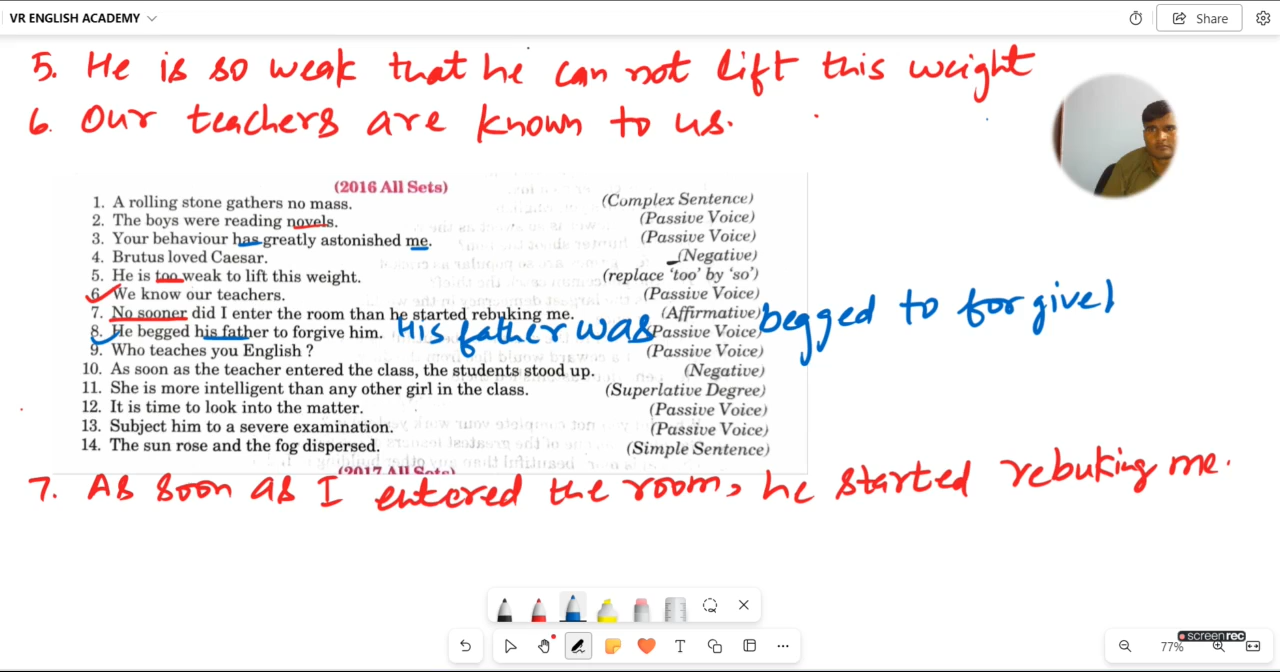 VR ENGLISH ACADEMY
Share
5. He is so weak that he can not lift this weight
6. Our teachers are known to us.
(2016 All Sets)
1. A rolling stone gathers no mass. (Complex Sentence)
2. The boys were reading novels. (Passive Voice)
3. Your behaviour has greatly astonished me. (Passive Voice)
4. Brutus loved Caesar. (Negative)
5. He is too weak to lift this weight. (replace 'too' by 'so')
6. We know our teachers. (Passive Voice)
7. No sooner did I enter the room than he started rebuking me. (Affirmative)
8. He begged his father to forgive him. (Passive Voice)
His father was begged to forgive
9. Who teaches you English ? (Passive Voice)
10. As soon as the teacher entered the class, the students stood up. (Negative)
11. She is more intelligent than any other girl in the class. (Superlative Degree)
12. It is time to look into the matter. (Passive Voice)
13. Subject him to a severe examination. (Passive Voice)
14. The sun rose and the fog dispersed. (Simple Sentence)
(2017 All Sets)
7. As soon as I entered the room, he started rebuking me.
T
77%
screenrec